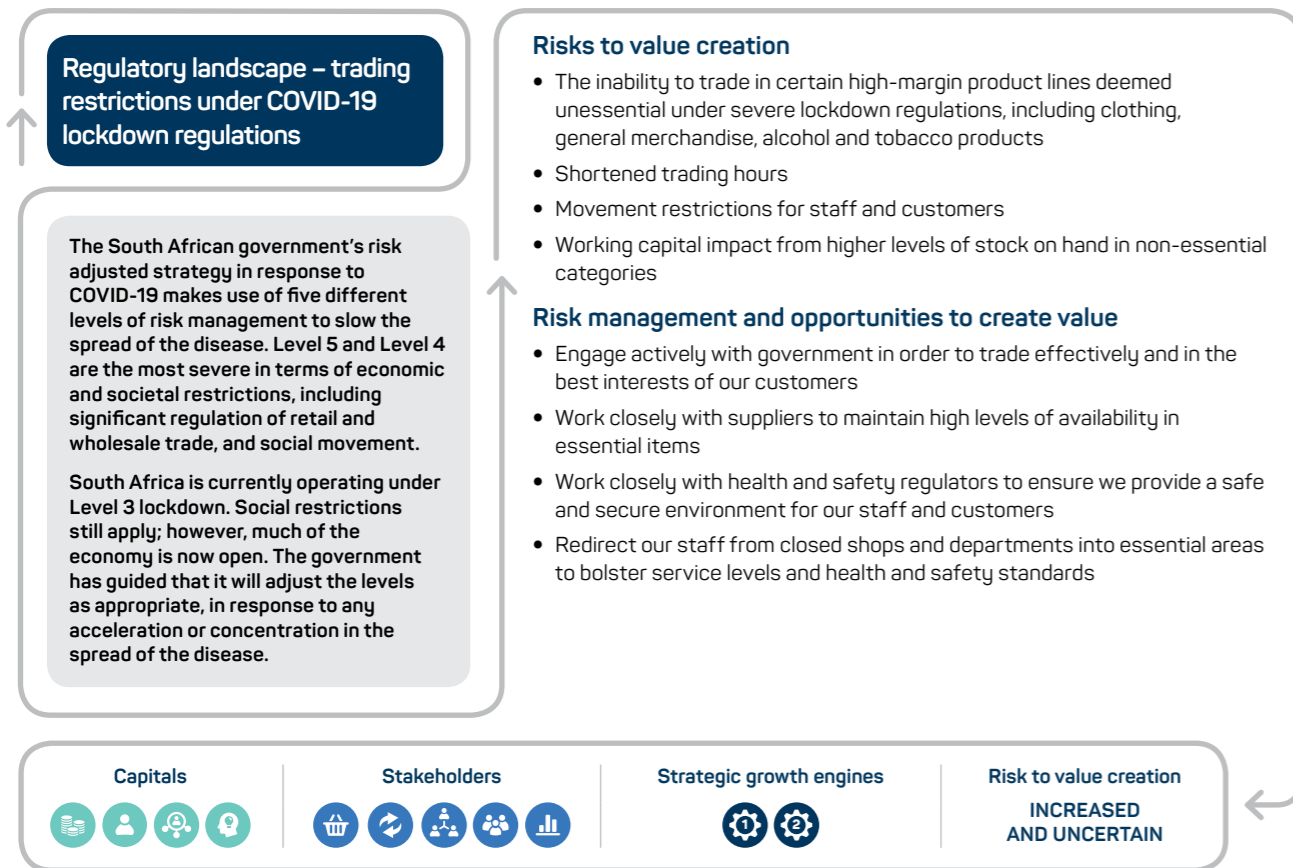 Regulatory landscape – trading
restrictions under COVID-19
lockdown regulations
The South African government's risk
adjusted strategy in response to
COVID-19 makes use of five different
levels of risk management to slow the
spread of the disease. Level 5 and Level 4
are the most severe in terms of economic
and societal restrictions, including
significant regulation of retail and
wholesale trade, and social movement.
South Africa is currently operating under
Level 3 lockdown. Social restrictions
still apply; however, much of the
economy is now open. The government
has guided that it will adjust the levels
as appropriate, in response to any
acceleration or concentration in the
spread of the disease.
Risks to value creation
• The inability to trade in certain high-margin product lines deemed
unessential under severe lockdown regulations, including clothing,
general merchandise, alcohol and tobacco products
• Shortened trading hours
• Movement restrictions for staff and customers
• Working capital impact from higher levels of stock on hand in non-essential
categories
Risk management and opportunities to create value
• Engage actively with government in order to trade effectively and in the
best interests of our customers
• Work closely with suppliers to maintain high levels of availability in
essential items
• Work closely with health and safety regulators to ensure we provide a safe
and secure environment for our staff and customers
• Redirect our staff from closed shops and departments into essential areas
to bolster service levels and health and safety standards
Capitals
Stakeholders
Strategic growth engines
1 2
Risk to value creation
INCREASED
AND UNCERTAIN